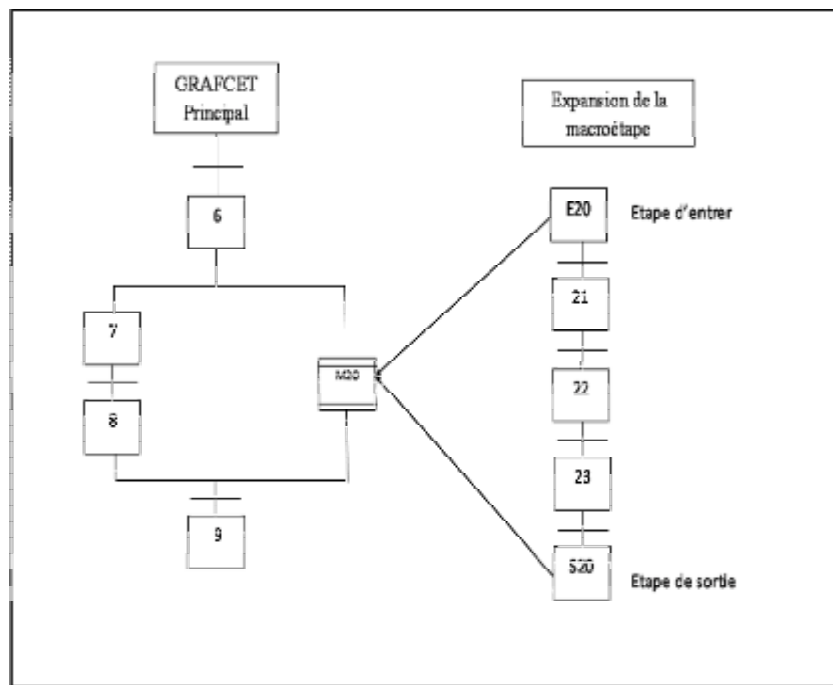 GRAFCET
Principal
Expansion de la
macroétape
6
E20
Etape d'entrer
21
7
M20
22
8
23
9
S20
Etape de sortie